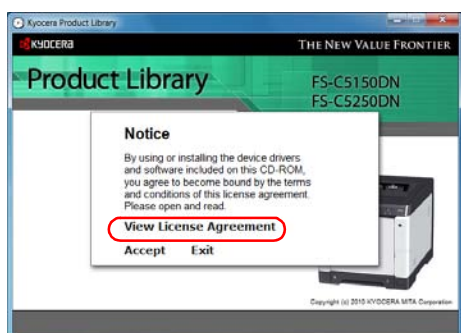 Kyocera Product Library
KYOCERA
THE NEW VALUE FRONTIER
Product Library
FS-C5150DN
FS-C5250DN
Notice
By using or installing the device drivers
and software included on this CD-ROM,
you agree to become bound by the terms
and conditions of this license agreement.
Please open and read.
View License Agreement
Accept Exit
Copyright (c) 2010 KYOCERA MITA Corporation